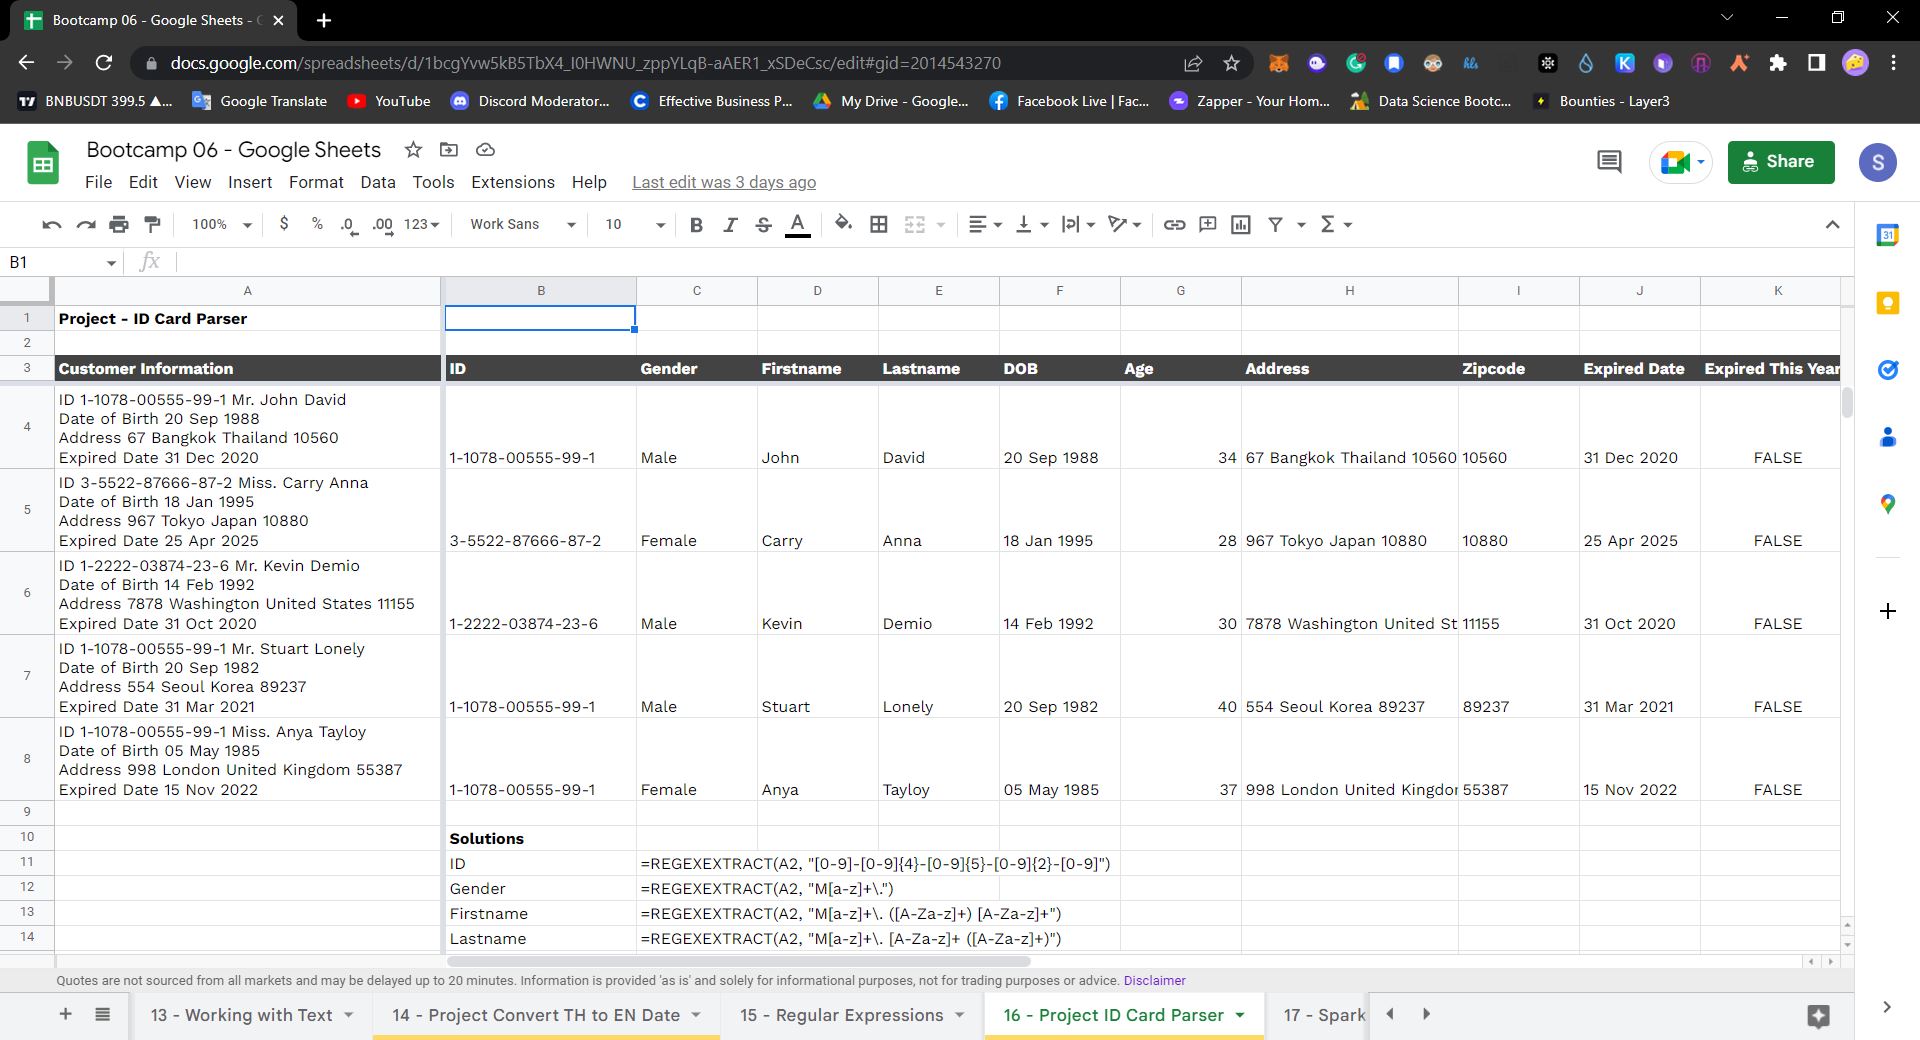 Bootcamp 06 - Google Sheets -
docs.google.com/spreadsheets/d/1bcgYvw5kB5TbX4_I0HWNU_zppYLqB-aAER1_xSDeCsc/edit#gid=2014543270
BNBUSDT 399.5 ▲... Google Translate YouTube Discord Moderator... Effective Business P... My Drive - Google... Facebook Live | Fac... Zapper - Your Hom... Data Science Bootc... Bounties - Layer3
Bootcamp 06 - Google Sheets
Share
S
File Edit View Insert Format Data Tools Extensions Help Last edit was 3 days ago
100% $ % .0 .00 123 Work Sans 10 B I S A
B1 fx
A B C D E F G H I J K
1 Project - ID Card Parser
2
3 Customer Information ID Gender Firstname Lastname DOB Age Address Zipcode Expired Date Expired This Year
ID 1-1078-00555-99-1 Mr. John David
Date of Birth 20 Sep 1988
Address 67 Bangkok Thailand 10560
Expired Date 31 Dec 2020
4 1-1078-00555-99-1 Male John David 20 Sep 1988 34 67 Bangkok Thailand 10560 10560 31 Dec 2020 FALSE
ID 3-5522-87666-87-2 Miss. Carry Anna
Date of Birth 18 Jan 1995
Address 967 Tokyo Japan 10880
Expired Date 25 Apr 2025
5 3-5522-87666-87-2 Female Carry Anna 18 Jan 1995 28 967 Tokyo Japan 10880 10880 25 Apr 2025 FALSE
ID 1-2222-03874-23-6 Mr. Kevin Demio
Date of Birth 14 Feb 1992
Address 7878 Washington United States 11155
Expired Date 31 Oct 2020
6 1-2222-03874-23-6 Male Kevin Demio 14 Feb 1992 30 7878 Washington United St 11155 31 Oct 2020 FALSE
ID 1-1078-00555-99-1 Mr. Stuart Lonely
Date of Birth 20 Sep 1982
Address 554 Seoul Korea 89237
Expired Date 31 Mar 2021
7 1-1078-00555-99-1 Male Stuart Lonely 20 Sep 1982 40 554 Seoul Korea 89237 89237 31 Mar 2021 FALSE
ID 1-1078-00555-99-1 Miss. Anya Tayloy
Date of Birth 05 May 1985
Address 998 London United Kingdom 55387
Expired Date 15 Nov 2022
8 1-1078-00555-99-1 Female Anya Tayloy 05 May 1985 37 998 London United Kingdor 55387 15 Nov 2022 FALSE
9
10 Solutions
11 ID =REGEXEXTRACT(A2, "[0-9]-[0-9]{4}-[0-9]{5}-[0-9]{2}-[0-9]")
12 Gender =REGEXEXTRACT(A2, "M[a-z]+\.")
13 Firstname =REGEXEXTRACT(A2, "M[a-z]+\. ([A-Za-z]+) [A-Za-z]+")
14 Lastname =REGEXEXTRACT(A2, "M[a-z]+\. [A-Za-z]+ ([A-Za-z]+)")
Quotes are not sourced from all markets and may be delayed up to 20 minutes. Information is provided 'as is' and solely for informational purposes, not for trading purposes or advice. Disclaimer
13 - Working with Text 14 - Project Convert TH to EN Date 15 - Regular Expressions 16 - Project ID Card Parser 17 - Spark